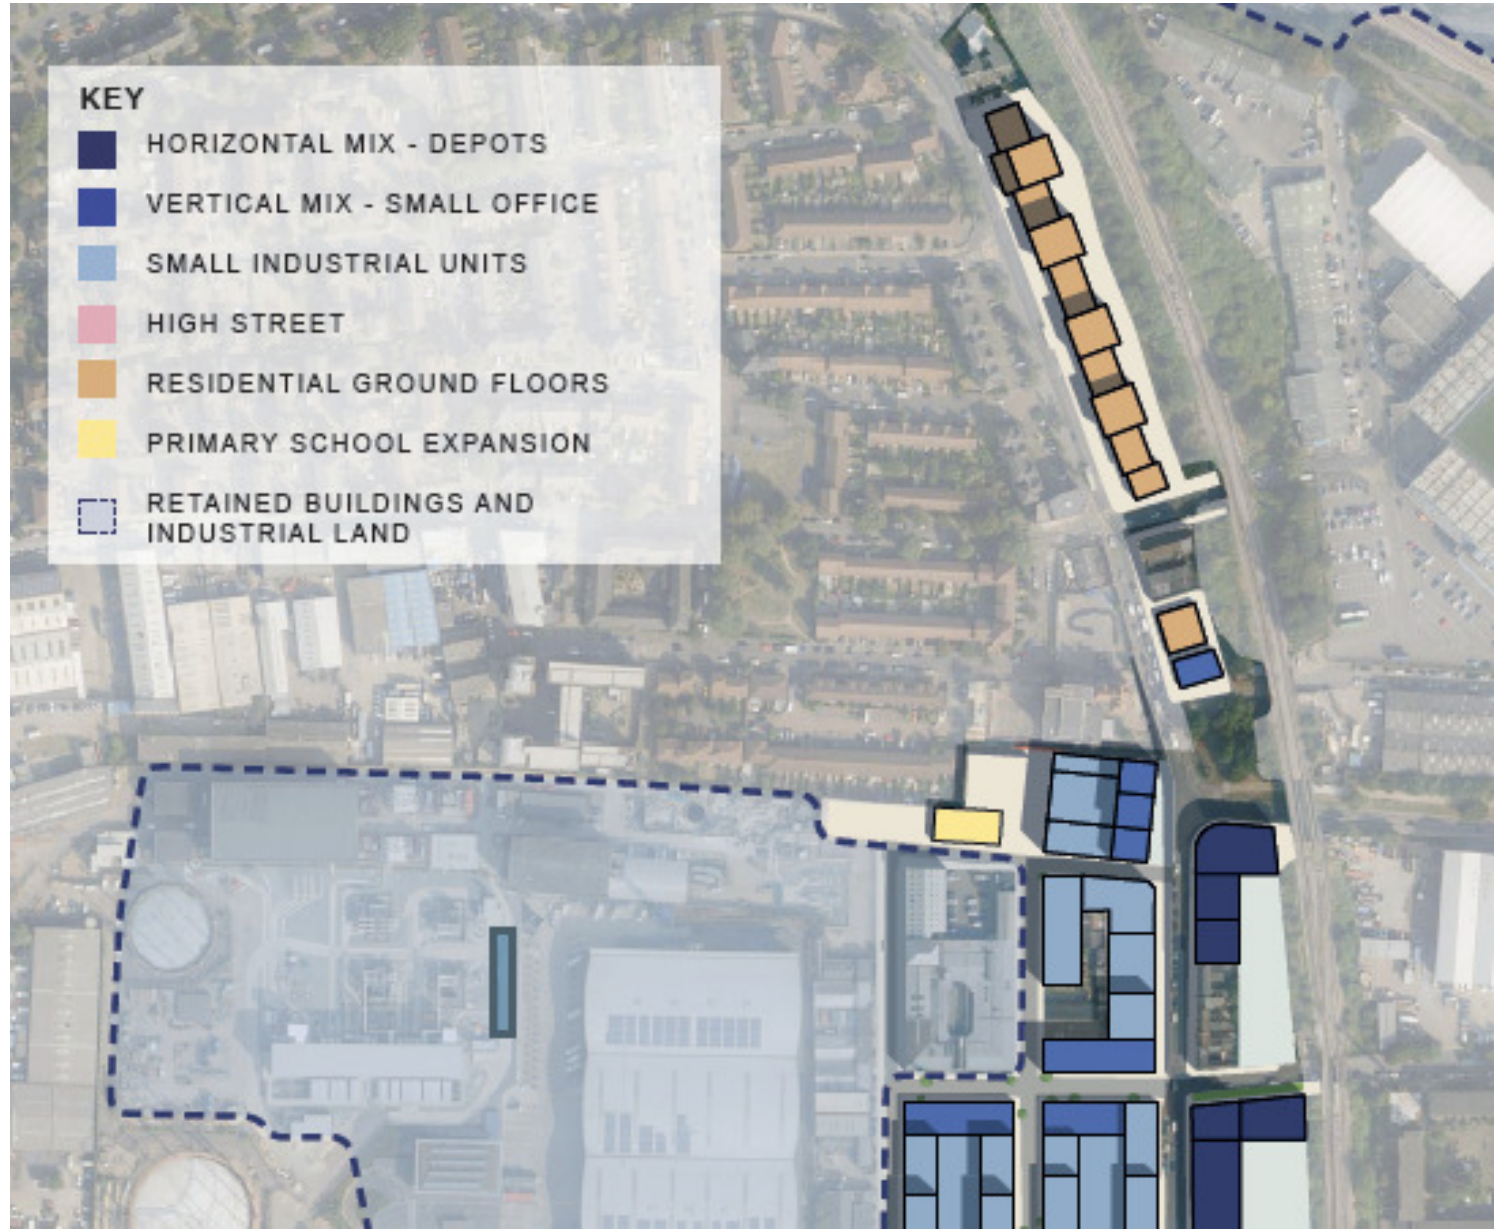 KEY
HORIZONTAL MIX - DEPOTS
VERTICAL MIX - SMALL OFFICE
SMALL INDUSTRIAL UNITS
HIGH STREET
RESIDENTIAL GROUND FLOORS
PRIMARY SCHOOL EXPANSION
RETAINED BUILDINGS AND
INDUSTRIAL LAND